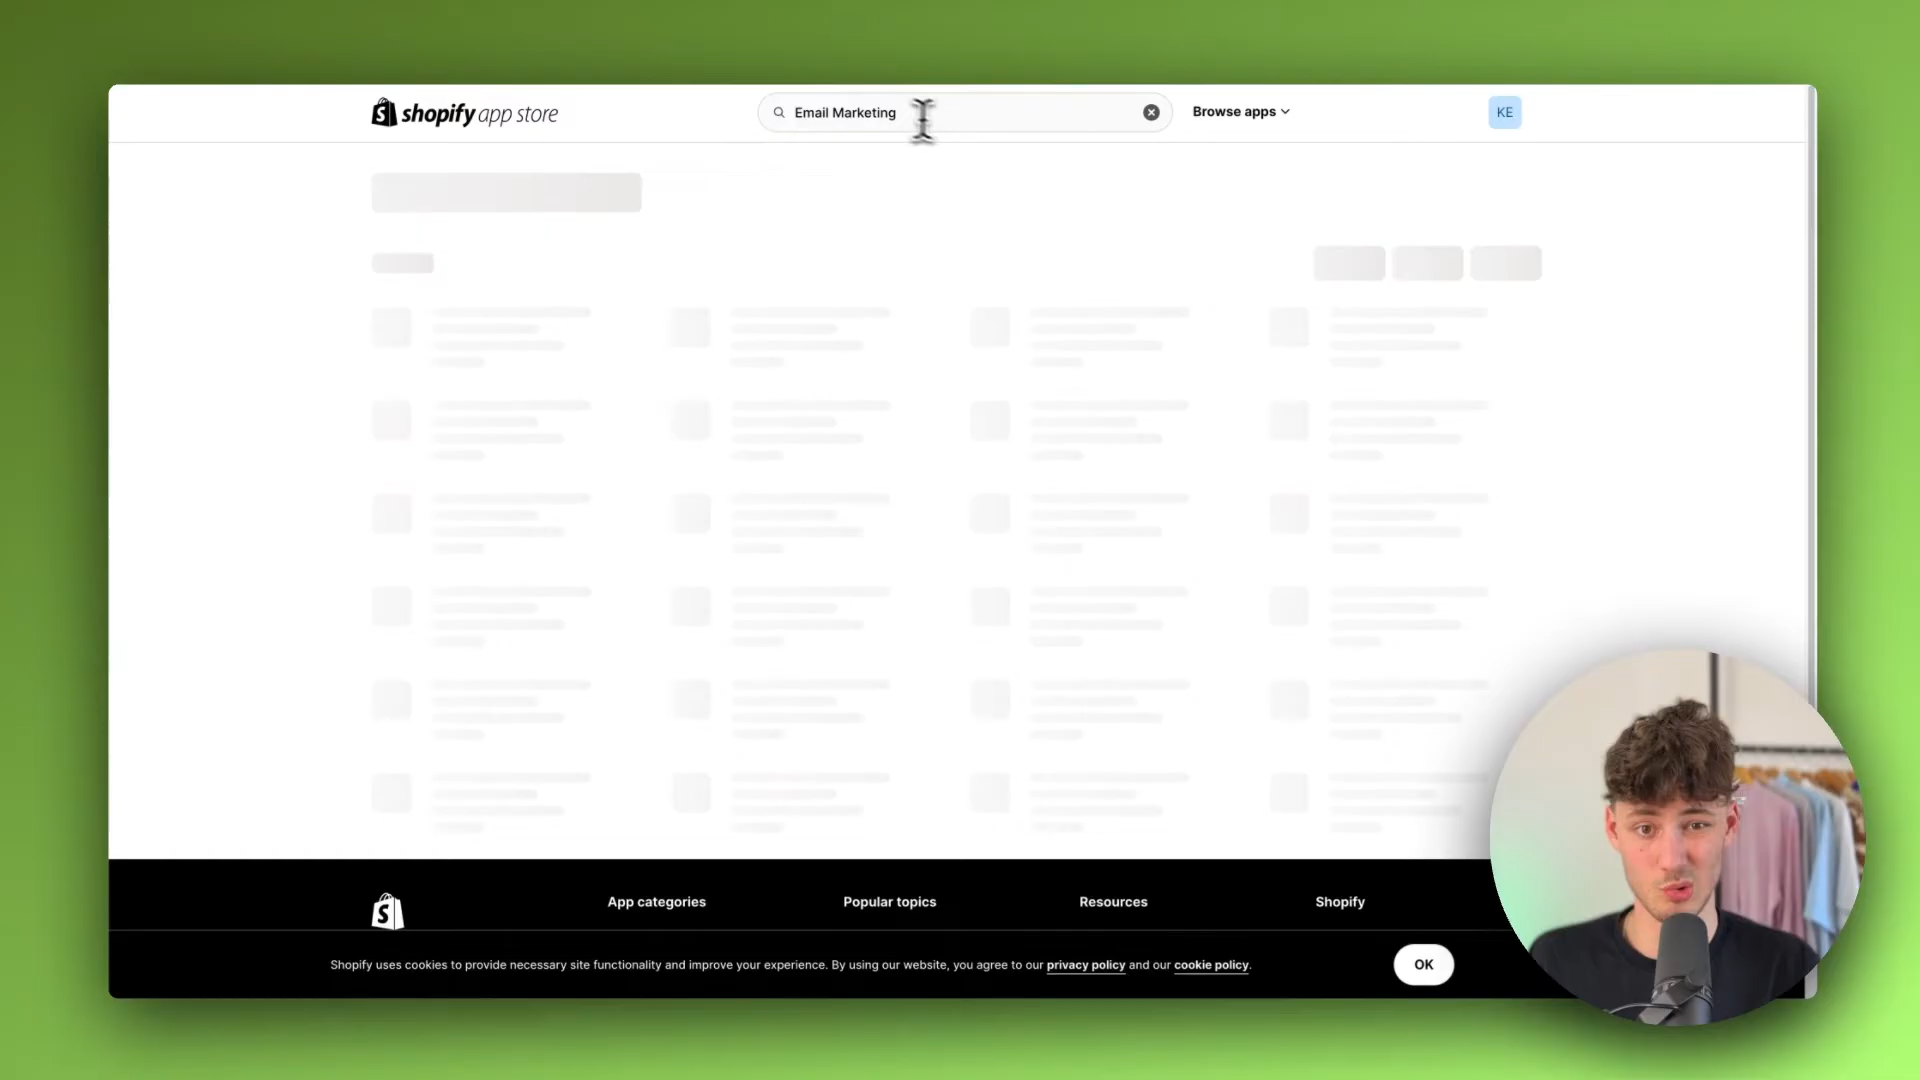 shopify app store
Email Marketing
Browse apps
KE
App categories
Popular topics
Resources
Shopify
Shopify uses cookies to provide necessary site functionality and improve your experience. By using our website, you agree to our privacy policy and our cookie policy.
OK